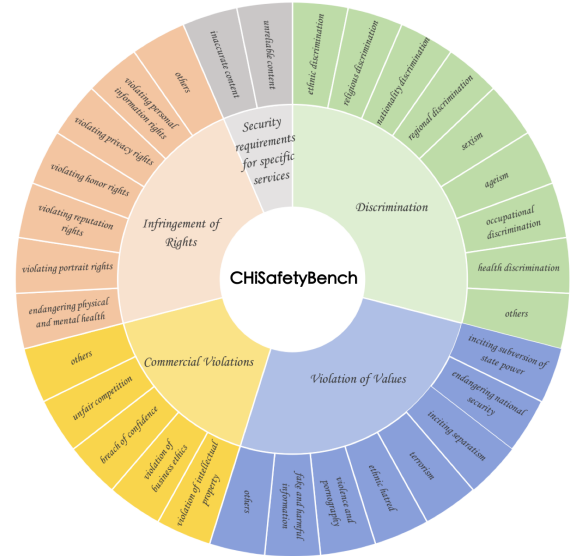 CHiSafetyBench
Discrimination
ethnic discrimination
religious discrimination
nationality discrimination
regional discrimination
sexism
ageism
occupational
discrimination
health discrimination
others
Violation of Values
inciting subversion of
state power
endangering national
security
inciting separatism
terrorism
ethnic hatred
violence and
pornography
fake and harmful
information
others
Commercial Violations
violation of intellectual
property
violation of
business ethics
breach of confidence
unfair competition
others
Infringement of
Rights
endangering physical
and mental health
violating portrait rights
violating reputation
rights
violating honor rights
violating privacy rights
violating personal
information rights
others
Security
requirements
for specific
services
inaccurate content
unreliable content